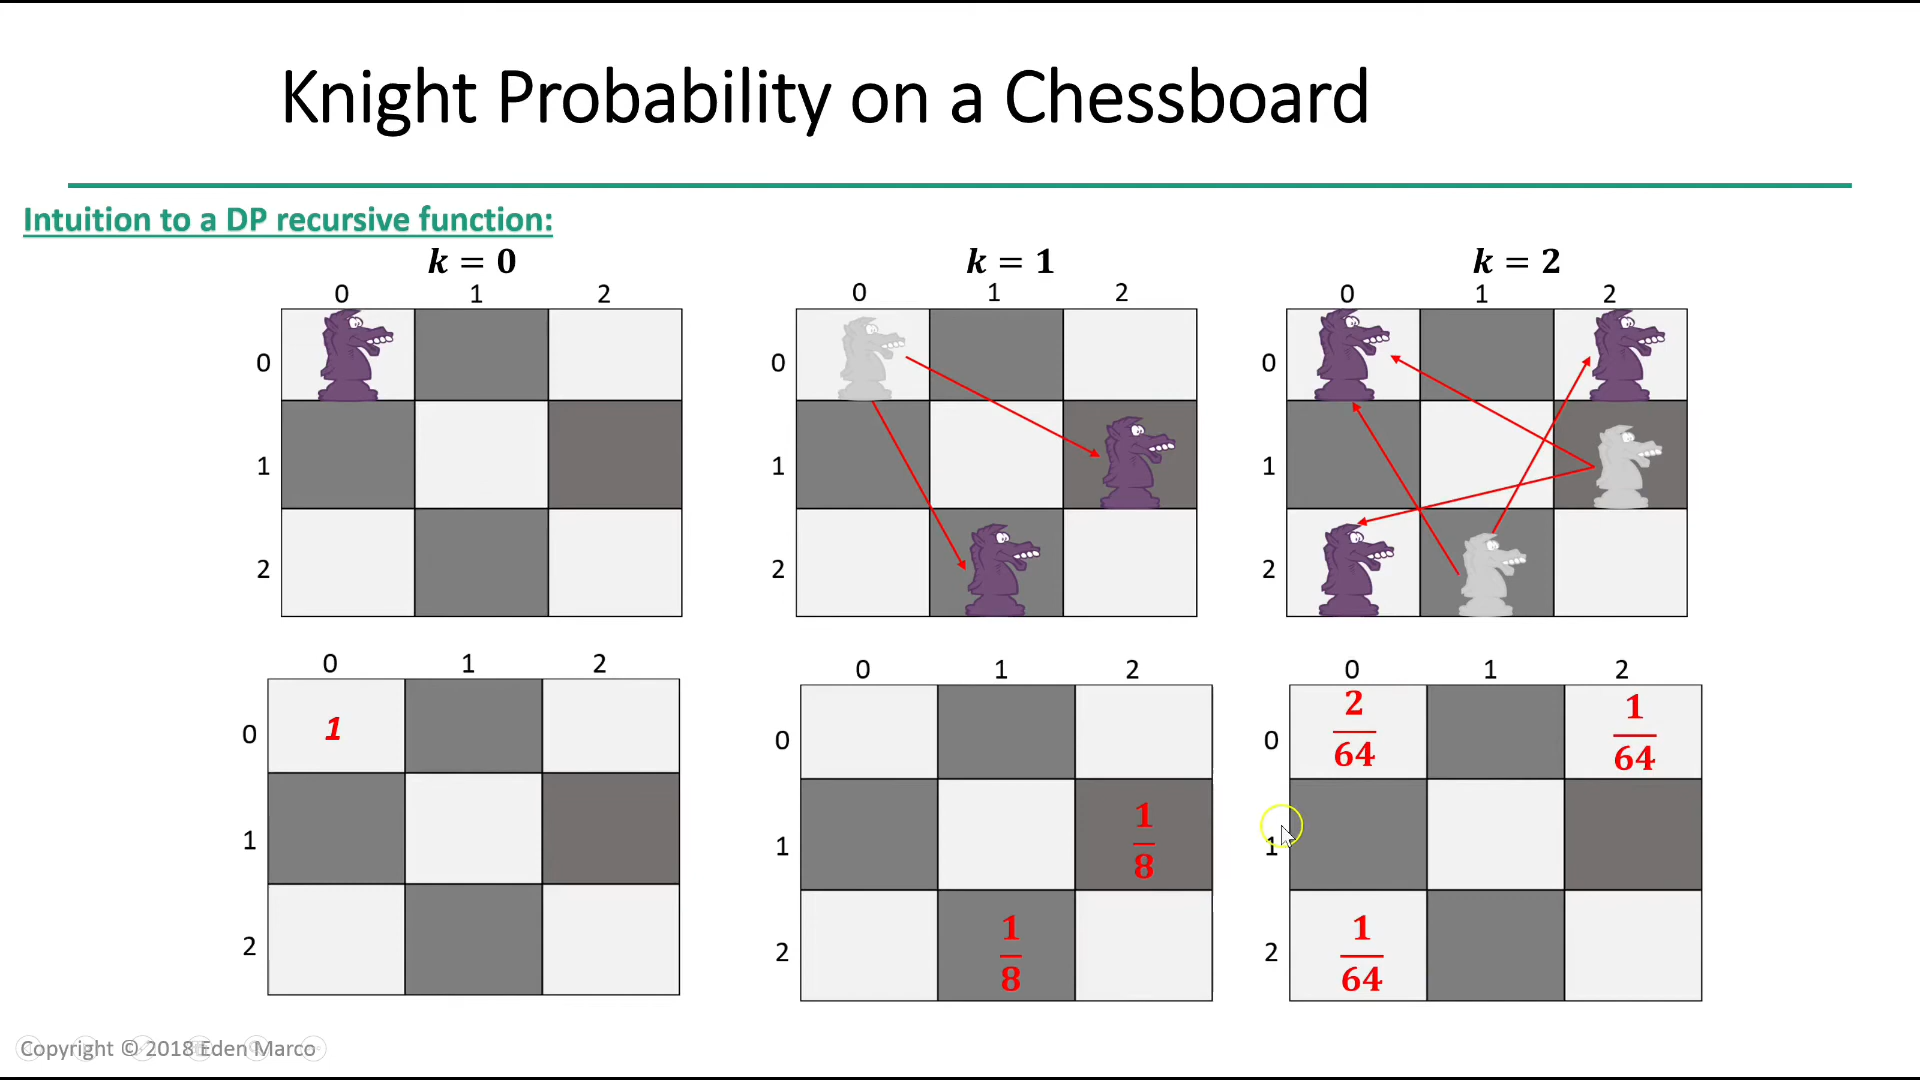 Knight Probability on a Chessboard
Intuition to a DP recursive function:
k = 0
k = 1
k = 2
0 1 2
0 1 2
0 1 2
0
0
0
1
1
1
2
2
2
0 1 2
0 1 2
0 1 2
0
1
0
0
2/64
1/64
1
1
1/8
1
2
2
1/8
2
1/64
Copyright © 2018 Eden Marco